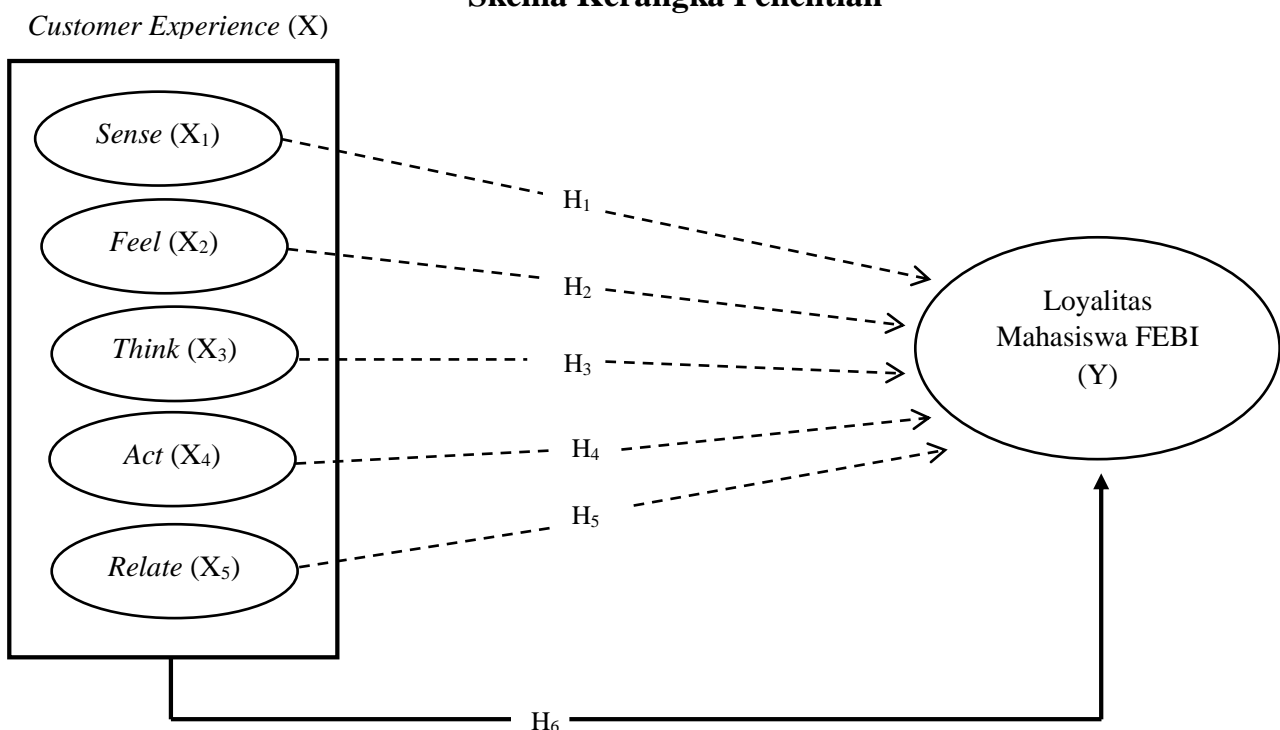 Skema Kerangka Penelitian
Customer Experience (X)
Sense (X₁)
H₁
Feel (X₂)
H₂
Loyalitas
Mahasiswa FEBI
(Y)
Think (X₃)
H₃
Act (X₄)
H₄
H₅
Relate (X₅)
H₆